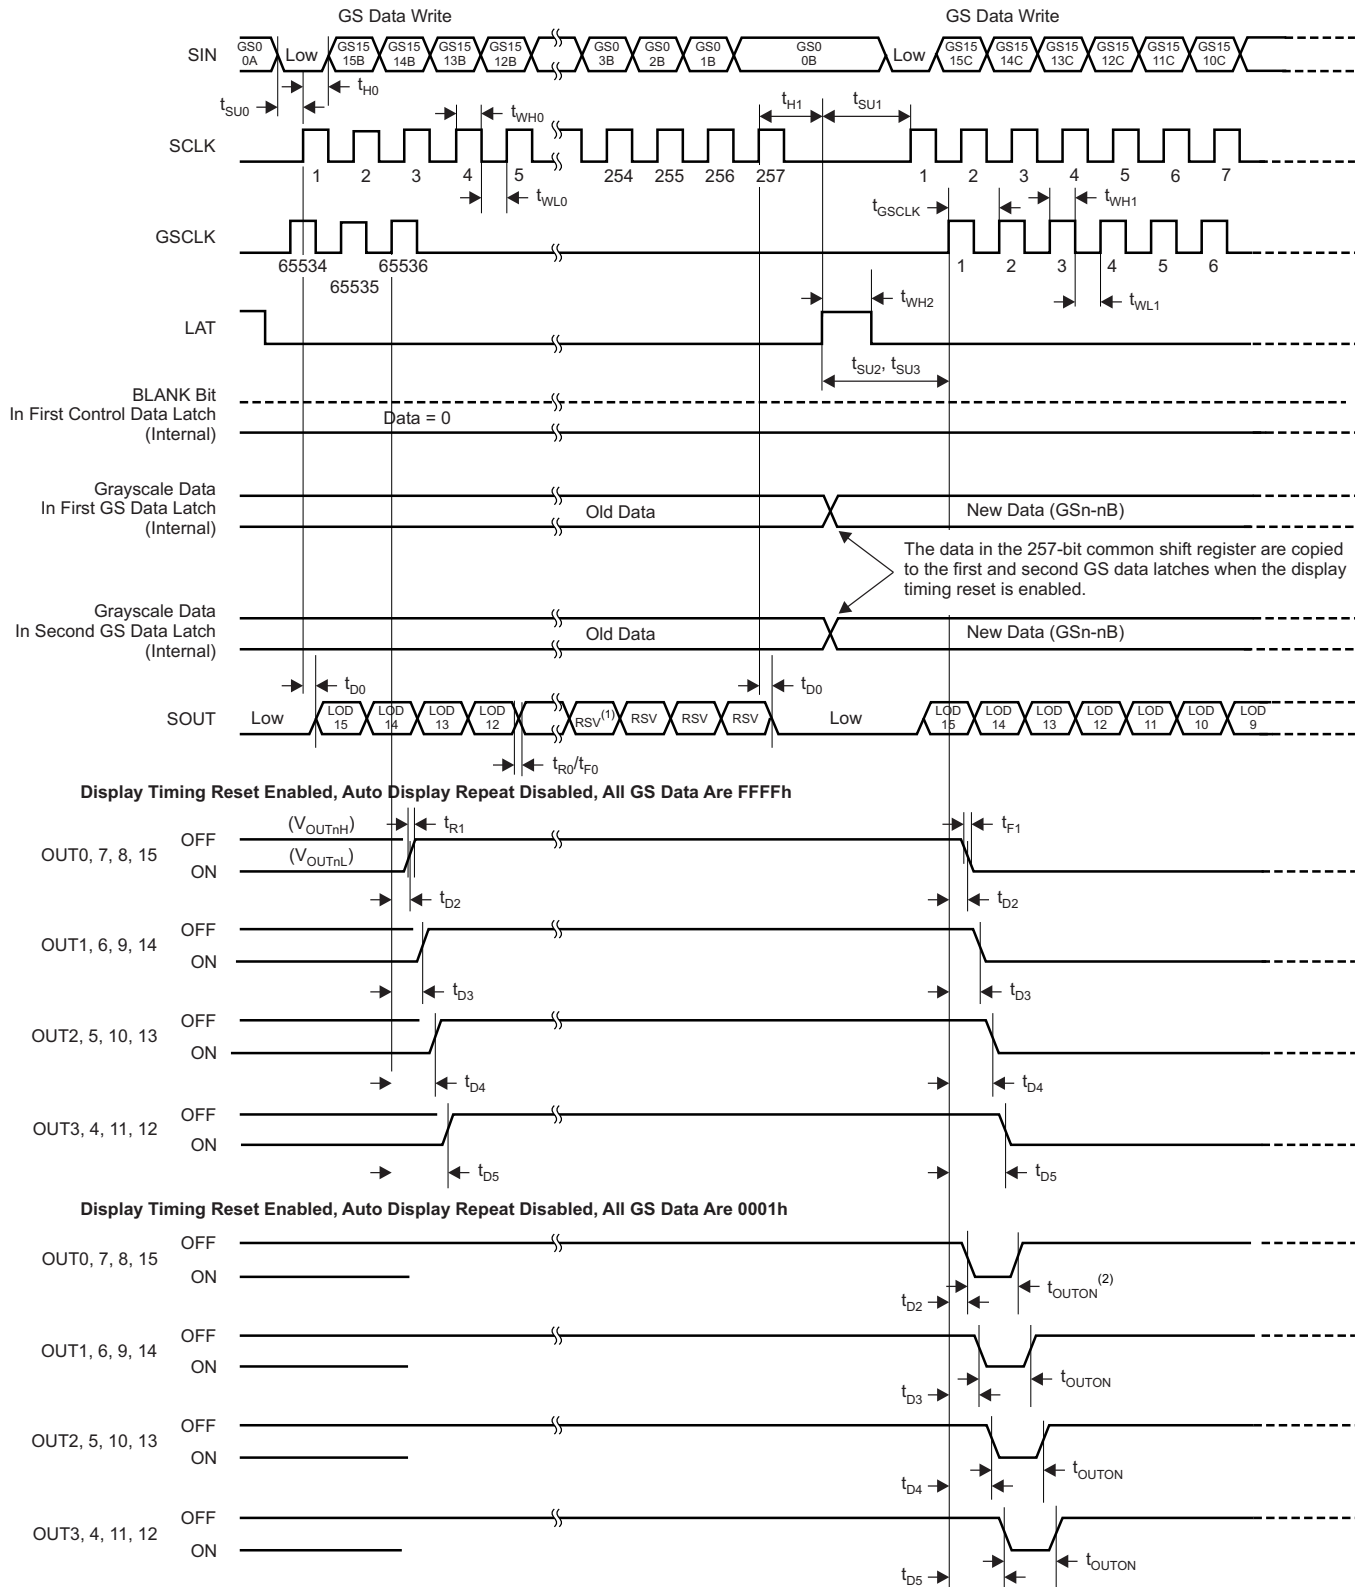 GS Data Write GS Data Write
SIN
GS0 0A
Low
GS15 15B
GS15 14B
GS15 13B
GS15 12B
GS0 3B
GS0 2B
GS0 1B
GS0 0B
Low
GS15 15C
GS15 14C
GS15 13C
GS15 12C
GS15 11C
GS15 10C
tSU0 tH0 tWH0 tH1 tSU1
SCLK
1 2 3 4 5 254 255 256 257 1 2 3 4 5 6 7
tWL0 tGSCLK tWH1
GSCLK
65534 65535 65536 1 2 3 4 5 6
tWH2 tWL1
LAT
tSU2, tSU3
BLANK Bit
In First Control Data Latch
(Internal)
Data = 0
Grayscale Data
In First GS Data Latch
(Internal)
Old Data New Data (GSn-nB)
The data in the 257-bit common shift register are copied
to the first and second GS data latches when the display
timing reset is enabled.
Grayscale Data
In Second GS Data Latch
(Internal)
Old Data New Data (GSn-nB)
tD0 tD0
SOUT
Low
LOD 15
LOD 14
LOD 13
LOD 12
RSV(1)
RSV
RSV
RSV
Low
LOD 15
LOD 14
LOD 13
LOD 12
LOD 11
LOD 10
LOD 9
tR0/tF0
Display Timing Reset Enabled, Auto Display Repeat Disabled, All GS Data Are FFFFh
OUT0, 7, 8, 15
OFF (VOUTnH) tR1 tF1
ON (VOUTnL)
tD2 tD2
OUT1, 6, 9, 14
OFF
ON
tD3 tD3
OUT2, 5, 10, 13
OFF
ON
tD4 tD4
OUT3, 4, 11, 12
OFF
ON
tD5 tD5
Display Timing Reset Enabled, Auto Display Repeat Disabled, All GS Data Are 0001h
OUT0, 7, 8, 15
OFF
ON
tD2 tOUTON(2)
OUT1, 6, 9, 14
OFF
ON
tD3 tOUTON
OUT2, 5, 10, 13
OFF
ON
tD4 tOUTON
OUT3, 4, 11, 12
OFF
ON
tD5 tOUTON